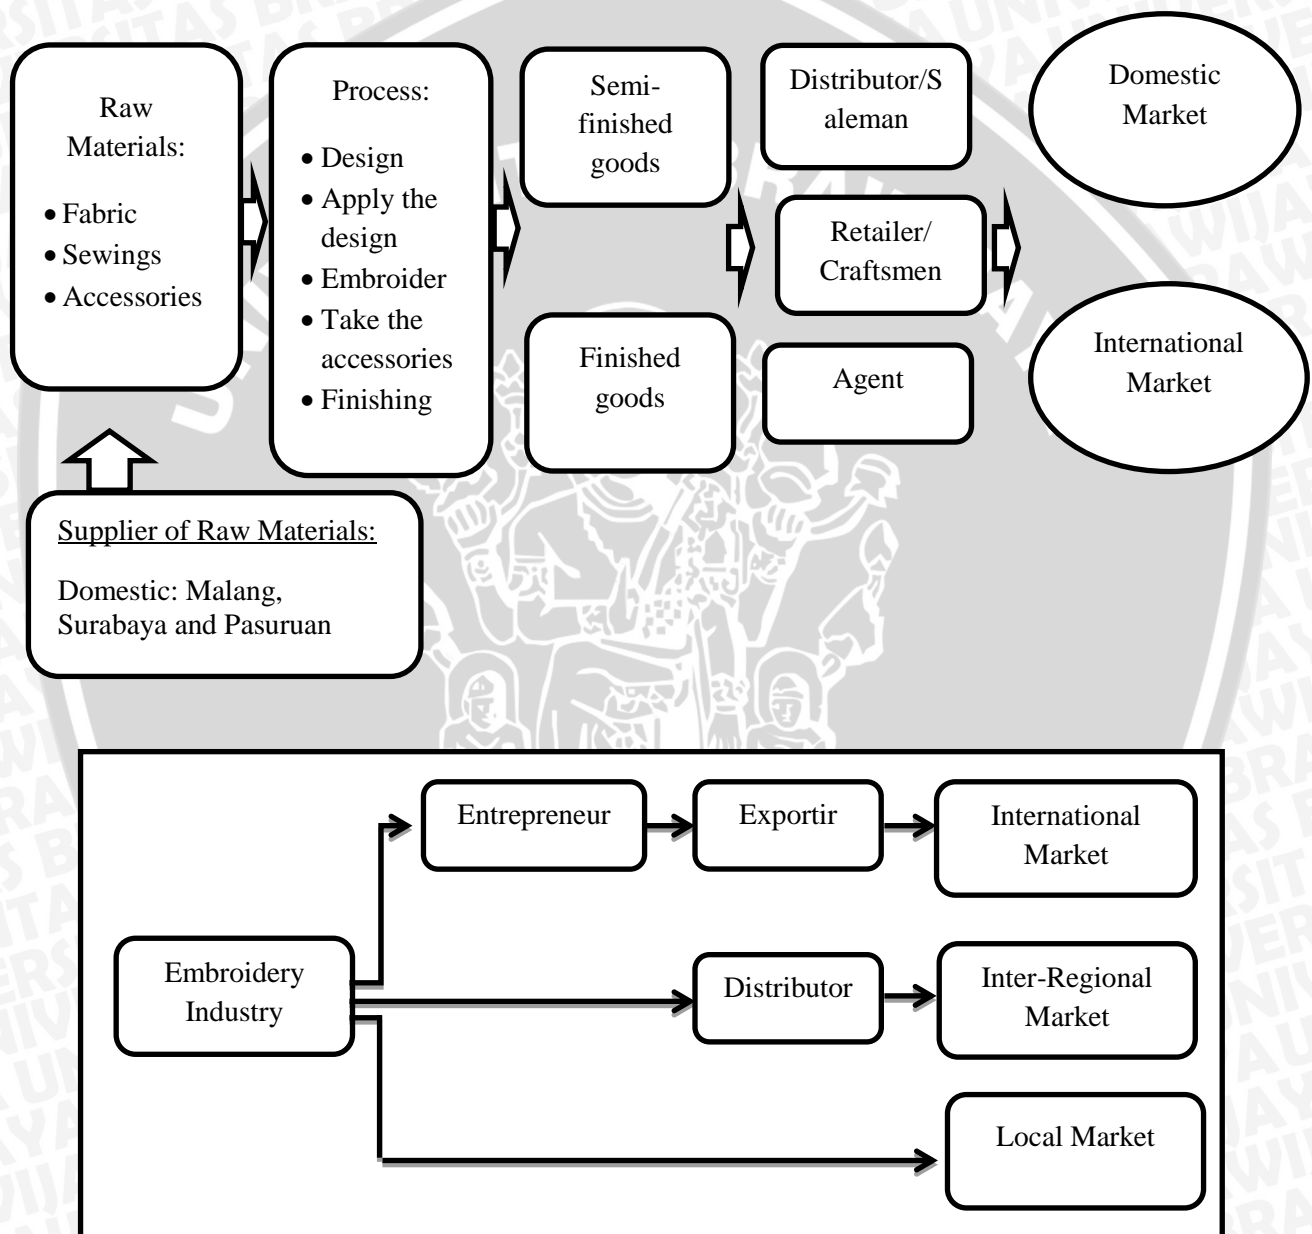 Raw
Materials:
• Fabric
• Sewings
• Accessories
Process:
• Design
• Apply the
design
• Embroider
• Take the
accessories
• Finishing
Semi-
finished
goods
Finished
goods
Distributor/S
aleman
Retailer/
Craftsmen
Agent
Domestic
Market
International
Market
Supplier of Raw Materials:
Domestic: Malang,
Surabaya and Pasuruan
Embroidery
Industry
Entrepreneur
Exportir
International
Market
Distributor
Inter-Regional
Market
Local Market